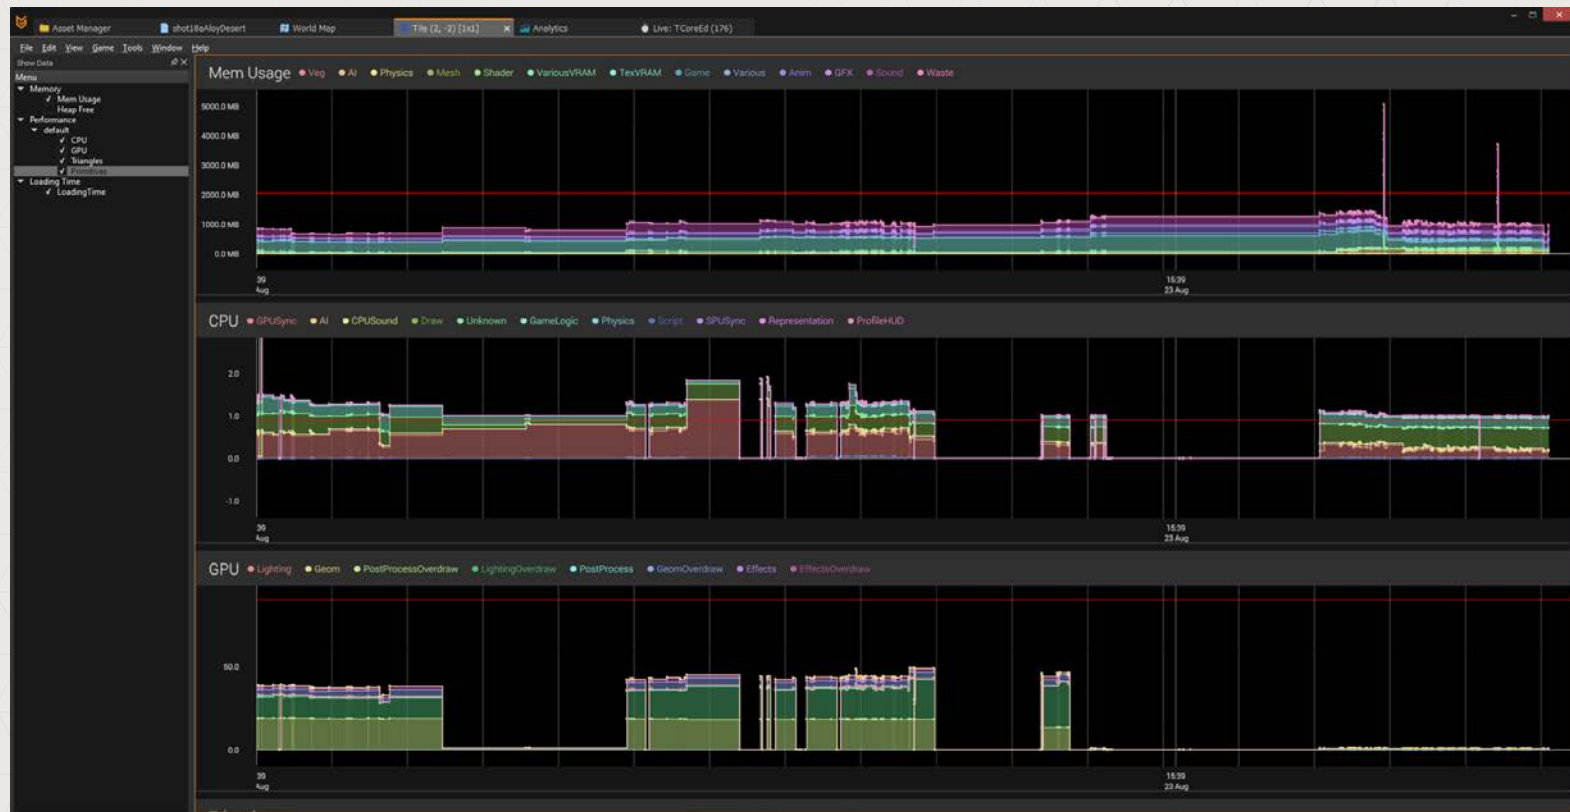 Asset Manager shot18aAloyDesert World Map Tile (2, -2) [1x1] Analytics Live: TCoreEd (176)
File Edit View Game Tools Window Help
Show Data
Menu
Memory
Mem Usage
Heap Free
Performance
default
CPU
GPU
Triangles
Primitives
Loading Time
LoadingTime
Mem Usage Veg AI Physics Mesh Shader VariousVRAM TexVRAM Game Various Anim GFX Sound Waste
5000.0 MB
4000.0 MB
3000.0 MB
2000.0 MB
1000.0 MB
0.0 MB
39 16:39
Aug 23 Aug
CPU GPUSync AI CPUSound Draw Unknown GameLogic Physics Script SPUSync Representation ProfileHUD
2.0
1.0
0.0
-1.0
39 16:39
Aug 23 Aug
GPU Lighting Geom PostProcessOverdraw LightingOverdraw PostProcess GeomOverdraw Effects EffectsOverdraw
50.0
0.0
39 16:39
Aug 23 Aug